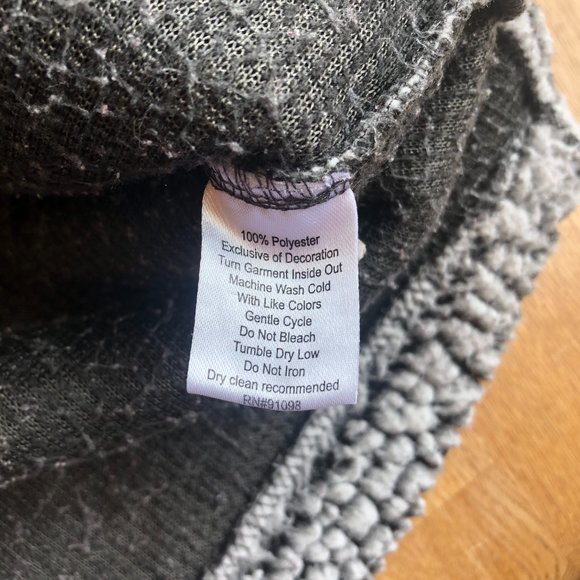 100% Polyester
Exclusive of Decoration
Turn Garment Inside Out
Machine Wash Cold
With Like Colors
Gentle Cycle
Do Not Bleach
Tumble Dry Low
Do Not Iron
Dry clean recommended
RN#91098